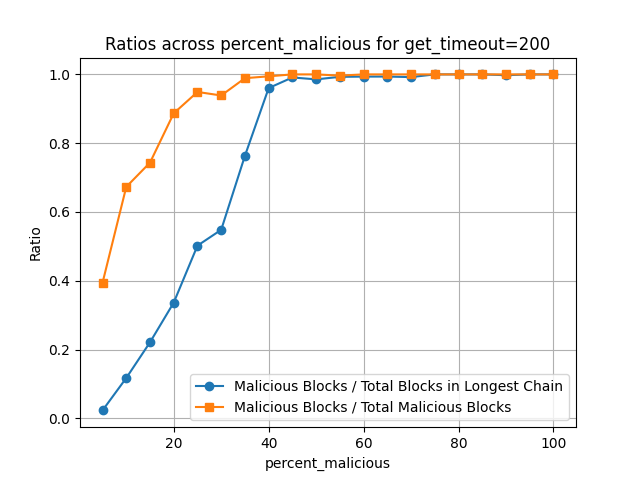 Ratios across percent_malicious for get_timeout=200
1.0
0.8
0.6
0.4
0.2
0.0
Ratio
Malicious Blocks / Total Blocks in Longest Chain
Malicious Blocks / Total Malicious Blocks
20 40 60 80 100
percent_malicious